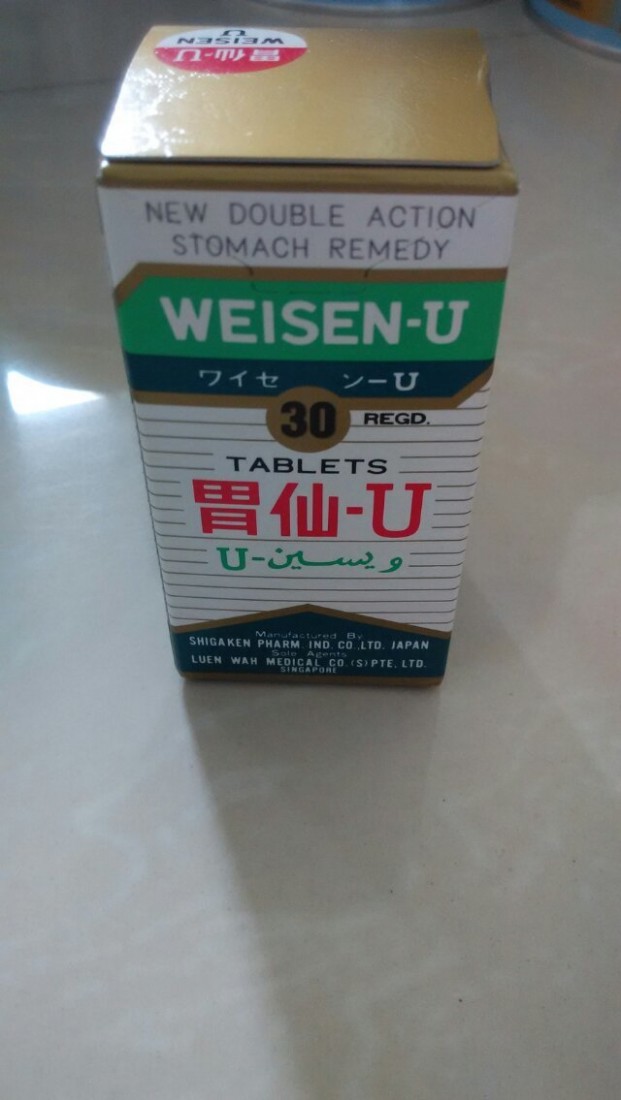 胃仙-U
WEISEN
U
NEW DOUBLE ACTION
STOMACH REMEDY
WEISEN-U
ワイセ ンーU
30 REGD.
TABLETS
胃仙-U
ويسين-U
Manufactured By
SHIGAKEN PHARM. IND. CO.,LTD. JAPAN
Sole Agents
LUEN WAH MEDICAL CO.(S) PTE, LTD.
SINGAPORE